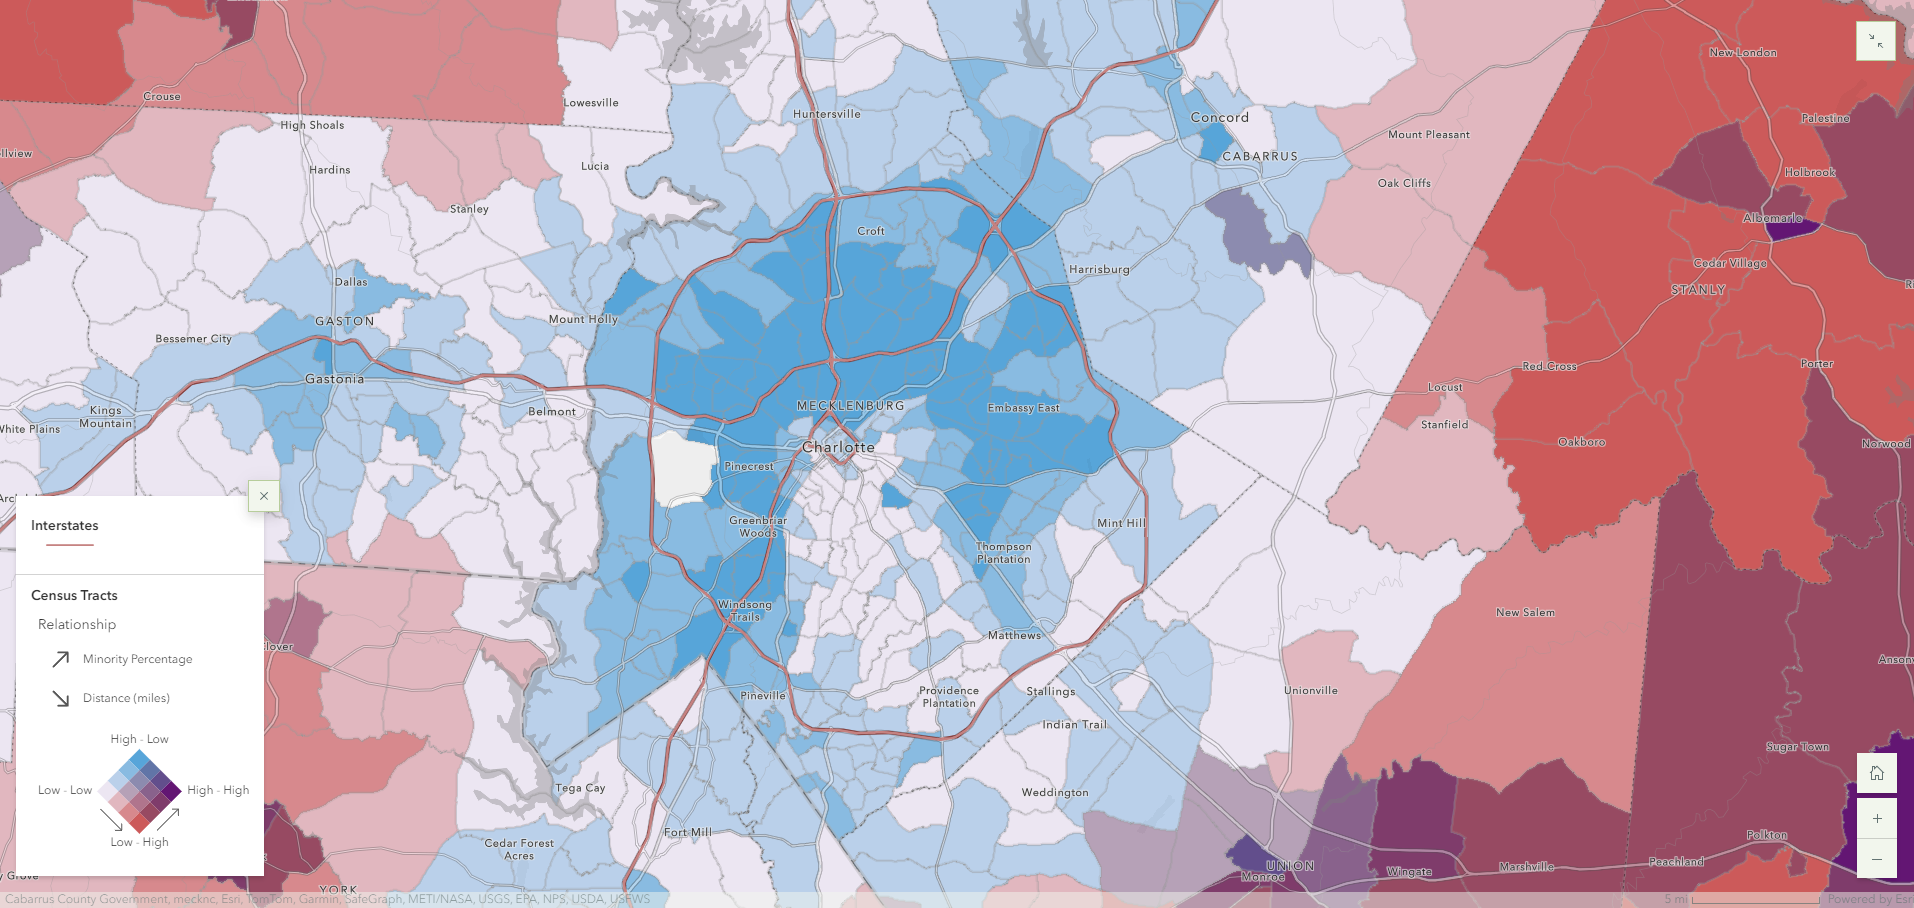 New London
Crouse
Lowesville
Huntersville
Concord
Palestine
High Shoals
Mount Pleasant
llview
CABARRUS
Hardins
Lucia
Holbrook
Oak Cliffs
Stanley
Albemarle
Croft
Harrisburg
Cedar Village
Dallas
STANLY
GASTON
Mount Holly
Bessemer City
Porter
Red Cross
Gastonia
Locust
MECKLENBURG
Embassy East
Kings
Mountain
Belmont
Stanfield
White Plains
Oakboro
Norwood
Charlotte
Pinecrest
Greenbriar
Woods
Mint Hill
Thompson
Plantation
Windsong
Trails
New Salem
Matthews
Clover
Anson
Pineville
Providence
Plantation
Stallings
Unionville
Indian Trail
Sugar Town
Tega Cay
Weddington
Fort Mill
Polkton
Cedar Forest
Acres
Peachland
UNION
Monroe
Wingate
Marshville
y Grove
YORK
Interstates
Census Tracts
Relationship
Minority Percentage
Distance (miles)
High - Low
Low - Low
High - High
Low - High
+
−
Cabarrus County Government, mecknc, Esri, TomTom, Garmin, SafeGraph, METI/NASA, USGS, EPA, NPS, USDA, USFWS
5 mi
Powered by Esri